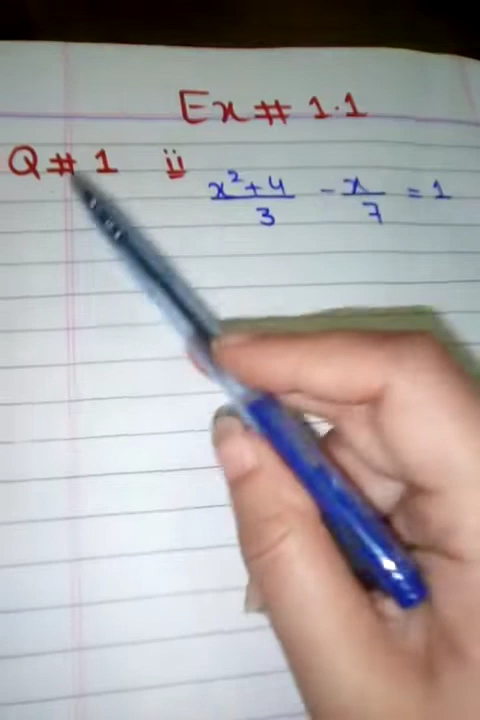 Ex # 1.1
Q # 1 ii (x²+4)/3 - x/7 = 1